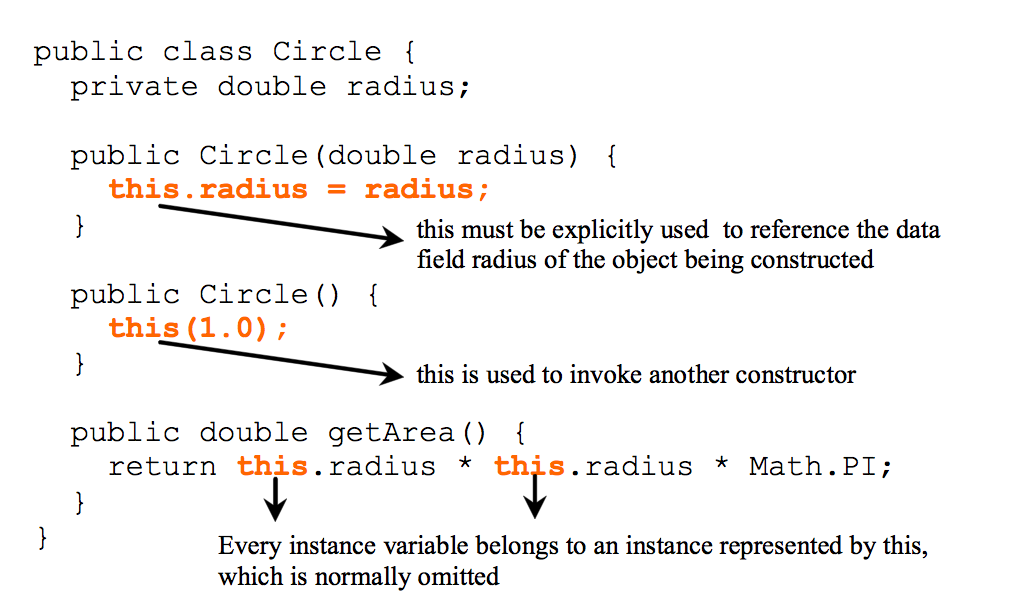 public class Circle {
private double radius;
public Circle(double radius) {
this.radius = radius;
}
this must be explicitly used to reference the data
field radius of the object being constructed
public Circle() {
this(1.0);
}
this is used to invoke another constructor
public double getArea() {
return this.radius * this.radius * Math.PI;
}
}
Every instance variable belongs to an instance represented by this,
which is normally omitted